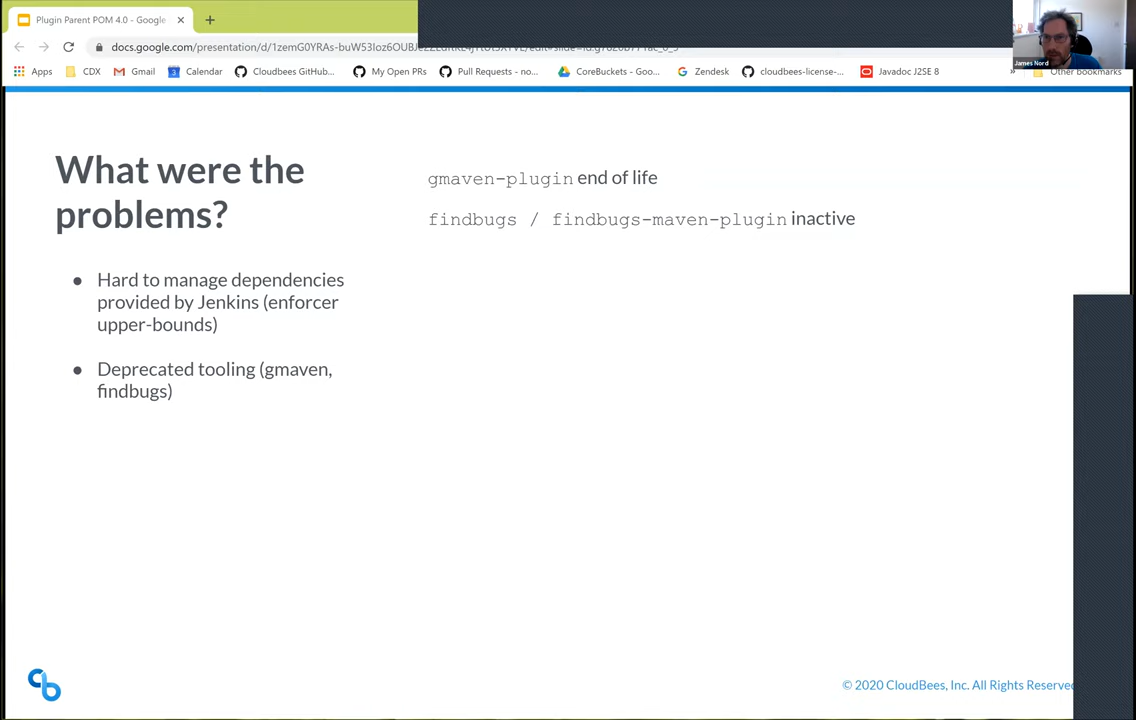 Plugin Parent POM 4.0 - Google
James Nord
Apps
CDX
Gmail
Calendar
Cloudbees GitHub...
My Open PRs
Pull Requests - no...
CoreBuckets - Goo...
Zendesk
cloudbees-license-...
Javadoc J2SE 8
»
Other bookmarks
What were the
problems?
● Hard to manage dependencies
provided by Jenkins (enforcer
upper-bounds)
● Deprecated tooling (gmaven,
findbugs)
gmaven-plugin end of life
findbugs / findbugs-maven-plugin inactive
© 2020 CloudBees, Inc. All Rights Reserved